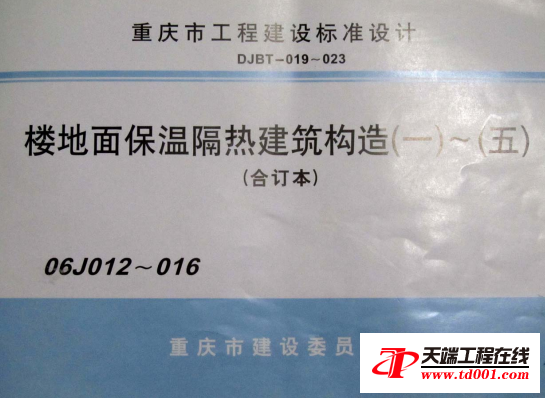 重庆市工程建设标准设计
DJBT-019~023
楼地面保温隔热建筑构造(一)~(五)
(合订本)
06J012~016
重庆市建设委员
天端工程在线
www.td001.com